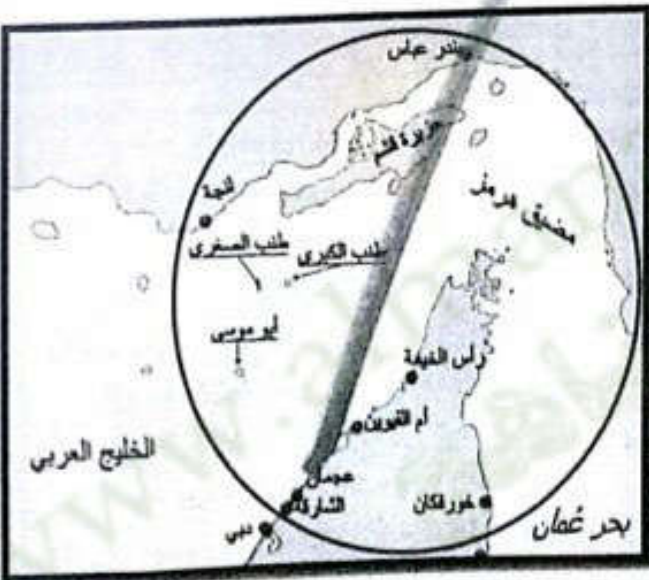 بندر عباس
جزيرة قشم
لنجة
مضيق هرمز
طنب الصغرى
طنب الكبرى
أبو موسى
رأس الخيمة
أم القيوين
الخليج العربي
عجمان
الشارقة
خورفكان
دبي
بحر عُمان